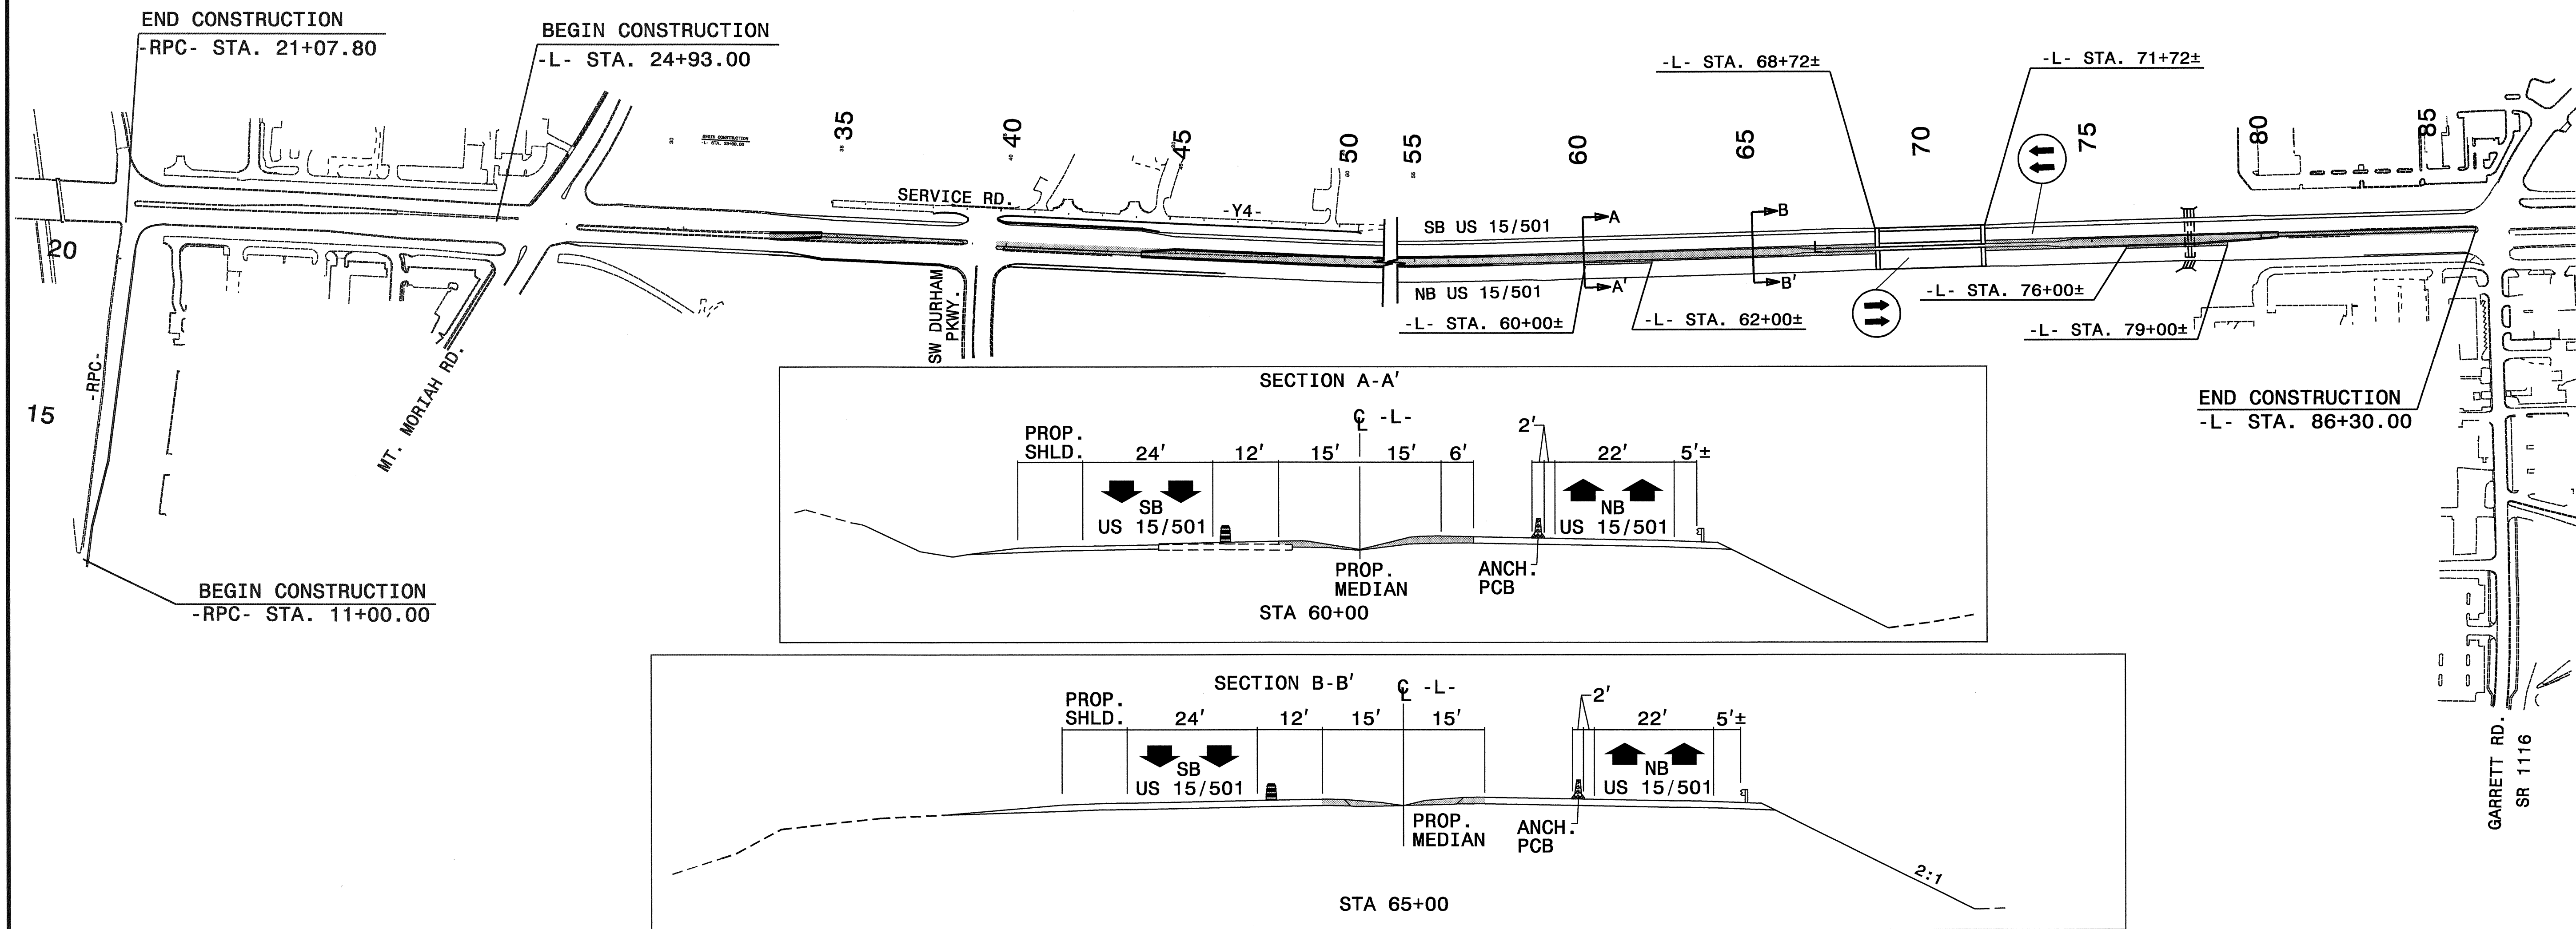 END CONSTRUCTION
-RPC- STA. 21+07.80
BEGIN CONSTRUCTION
-L- STA. 24+93.00
-L- STA. 68+72±
-L- STA. 71+72±
BEGIN CONSTRUCTION
35
40
45
50
55
60
65
70
75
80
85
SERVICE RD.
-Y4-
SB US 15/501
A
B
L
20
NB US 15/501
A'
B'
-L- STA. 60+00±
-L- STA. 62+00±
-L- STA. 76+00±
-L- STA. 79+00±
SW DURHAM
PKWY.
-RPC-
MT. MORIAH RD.
15
END CONSTRUCTION
-L- STA. 86+30.00
BEGIN CONSTRUCTION
-RPC- STA. 11+00.00
SECTION A-A'
℄ -L-
PROP.
SHLD.
24' 12' 15' 15' 6' 2' 22' 5'±
SB
US 15/501
NB
US 15/501
PROP.
MEDIAN
ANCH.
PCB
STA 60+00
SECTION B-B'
℄ -L-
PROP.
SHLD.
24' 12' 15' 15' 2' 22' 5'±
SB
US 15/501
NB
US 15/501
PROP.
MEDIAN
ANCH.
PCB
2:1
STA 65+00
GARRETT RD.
SR 1116